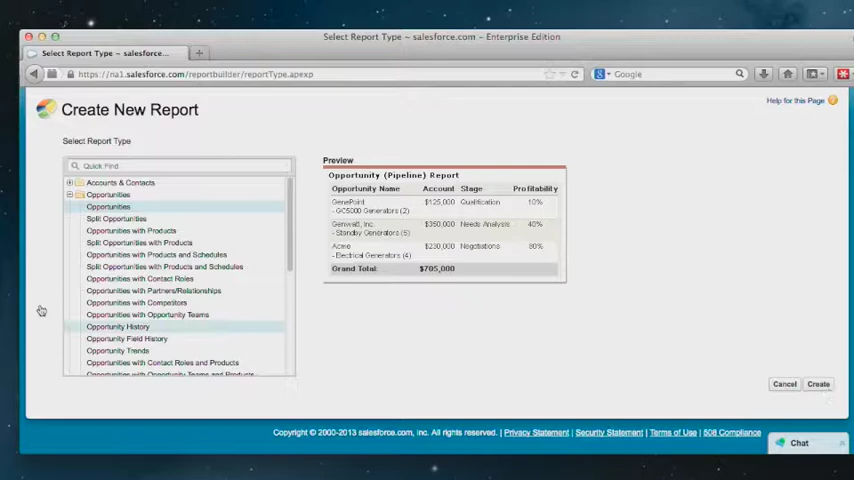 Select Report Type ~ salesforce.com - Enterprise Edition
Select Report Type ~ salesforce...
https://na1.salesforce.com/reportbuilder/reportType.apexp
Google
Create New Report
Help for this Page
Select Report Type
Quick Find
Accounts & Contacts
Opportunities
Opportunities
Split Opportunities
Opportunities with Products
Split Opportunities with Products
Opportunities with Products and Schedules
Split Opportunities with Products and Schedules
Opportunities with Contact Roles
Opportunities with Partners/Relationships
Opportunities with Competitors
Opportunities with Opportunity Teams
Opportunity History
Opportunity Field History
Opportunity Trends
Opportunities with Contact Roles and Products
Opportunities with Opportunity Teams and Products
Preview
Opportunity (Pipeline) Report
Opportunity Name Account Stage Profitability
GenePoint $125,000 Qualification 10%
- GC5000 Generators (2)
Genwatt, Inc. $350,000 Needs Analysis 40%
- Standby Generators (5)
Acme $230,000 Negotiations 80%
- Electrical Generators (4)
Grand Total: $705,000
Cancel Create
Copyright © 2000-2013 salesforce.com, inc. All rights reserved. | Privacy Statement | Security Statement | Terms of Use | 508 Compliance
Chat